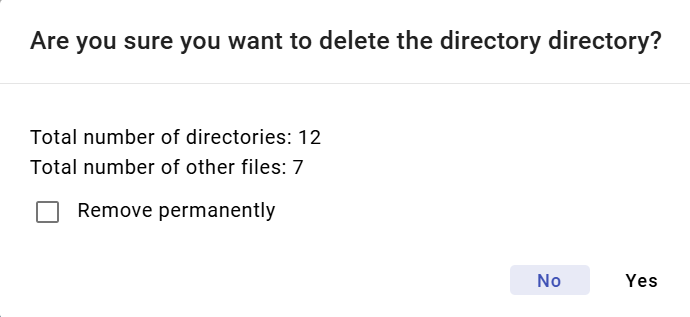 Are you sure you want to delete the directory directory?
Total number of directories: 12
Total number of other files: 7
Remove permanently
No Yes